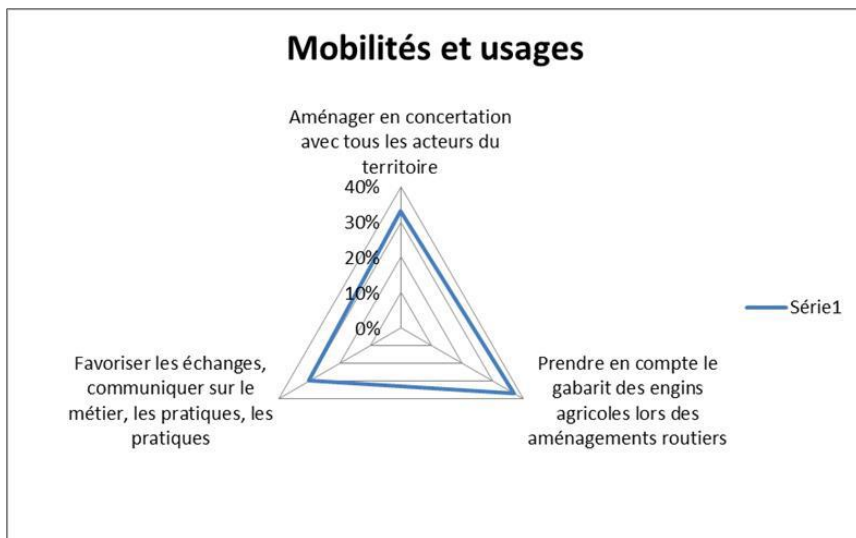 Mobilités et usages
Aménager en concertation
avec tous les acteurs du
territoire
40%
30%
20%
10%
0%
Série1
Favoriser les échanges,
communiquer sur le
métier, les pratiques, les
pratiques
Prendre en compte le
gabarit des engins
agricoles lors des
aménagements routiers